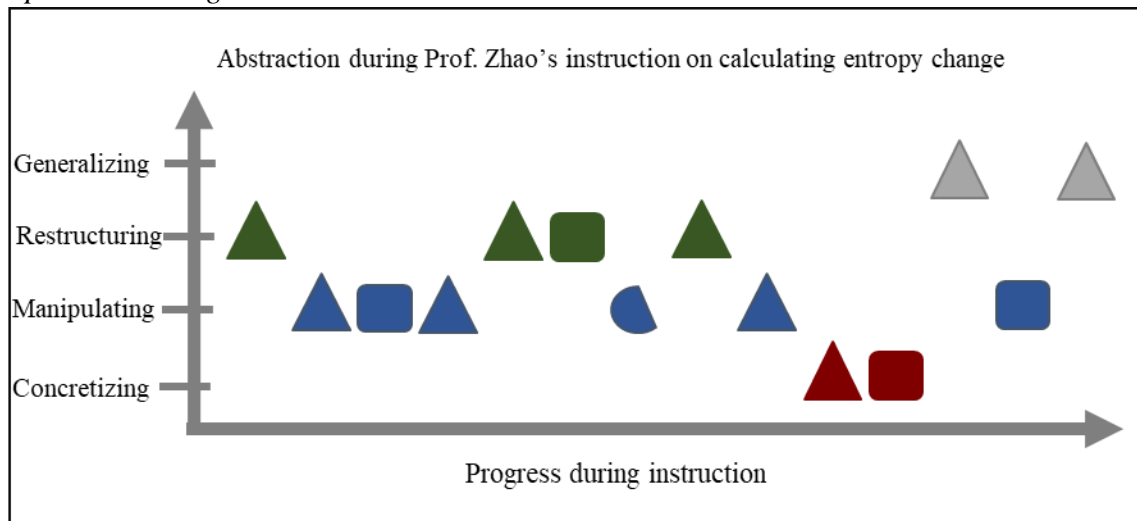 Abstraction during Prof. Zhao's instruction on calculating entropy change
Generalizing
Restructuring
Manipulating
Concretizing
Progress during instruction